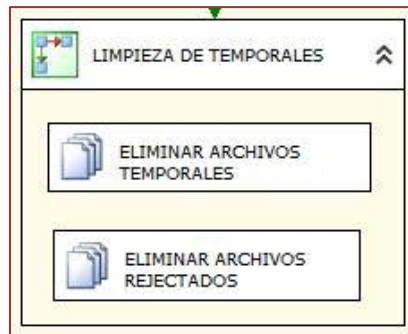 LIMPIEZA DE TEMPORALES
ELIMINAR ARCHIVOS
TEMPORALES
ELIMINAR ARCHIVOS
REJECTADOS